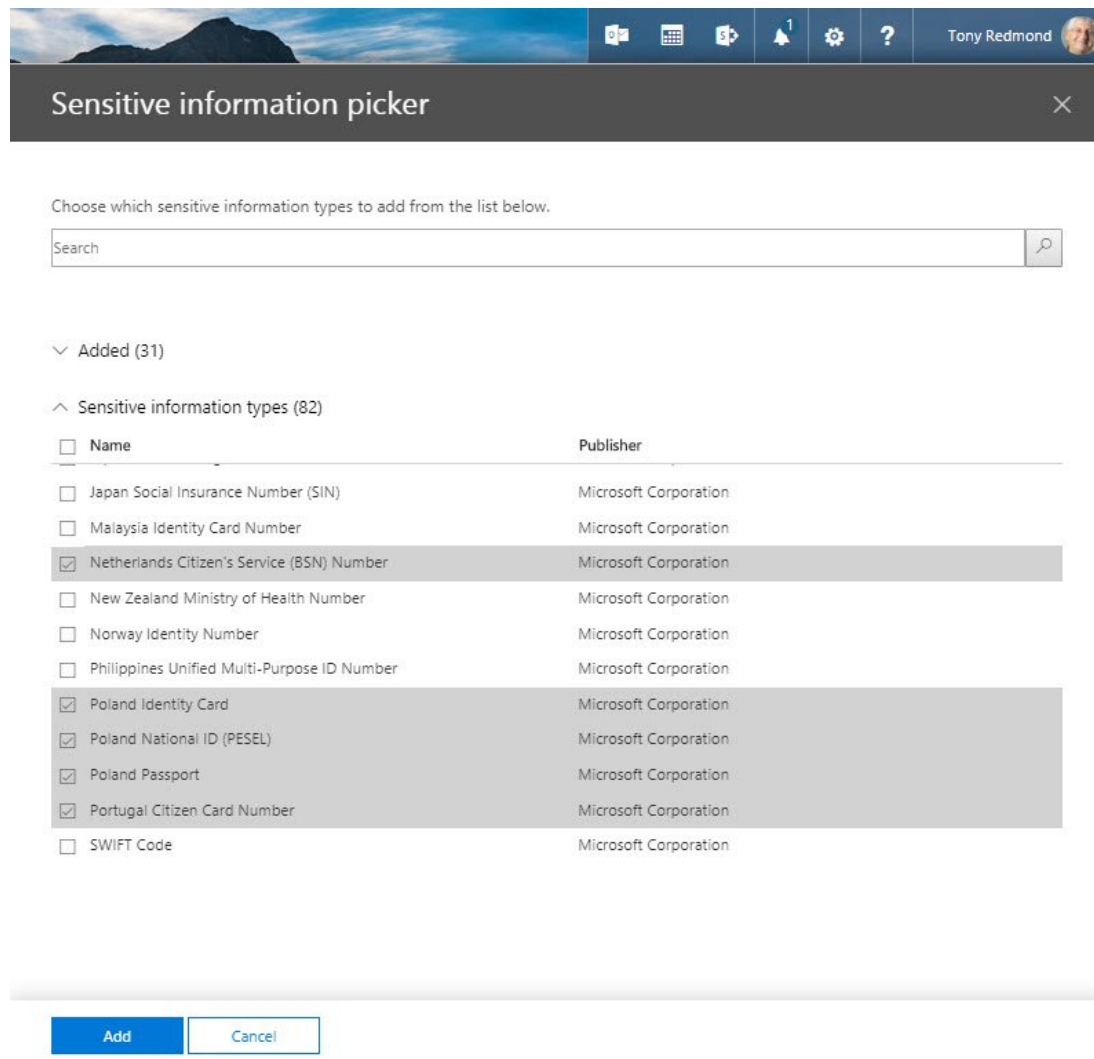 1
? Tony Redmond
Sensitive information picker
Choose which sensitive information types to add from the list below.
Search
Added (31)
Sensitive information types (82)
Name Publisher
Japan Social Insurance Number (SIN) Microsoft Corporation
Malaysia Identity Card Number Microsoft Corporation
Netherlands Citizen's Service (BSN) Number Microsoft Corporation
New Zealand Ministry of Health Number Microsoft Corporation
Norway Identity Number Microsoft Corporation
Philippines Unified Multi-Purpose ID Number Microsoft Corporation
Poland Identity Card Microsoft Corporation
Poland National ID (PESEL) Microsoft Corporation
Poland Passport Microsoft Corporation
Portugal Citizen Card Number Microsoft Corporation
SWIFT Code Microsoft Corporation
Add Cancel